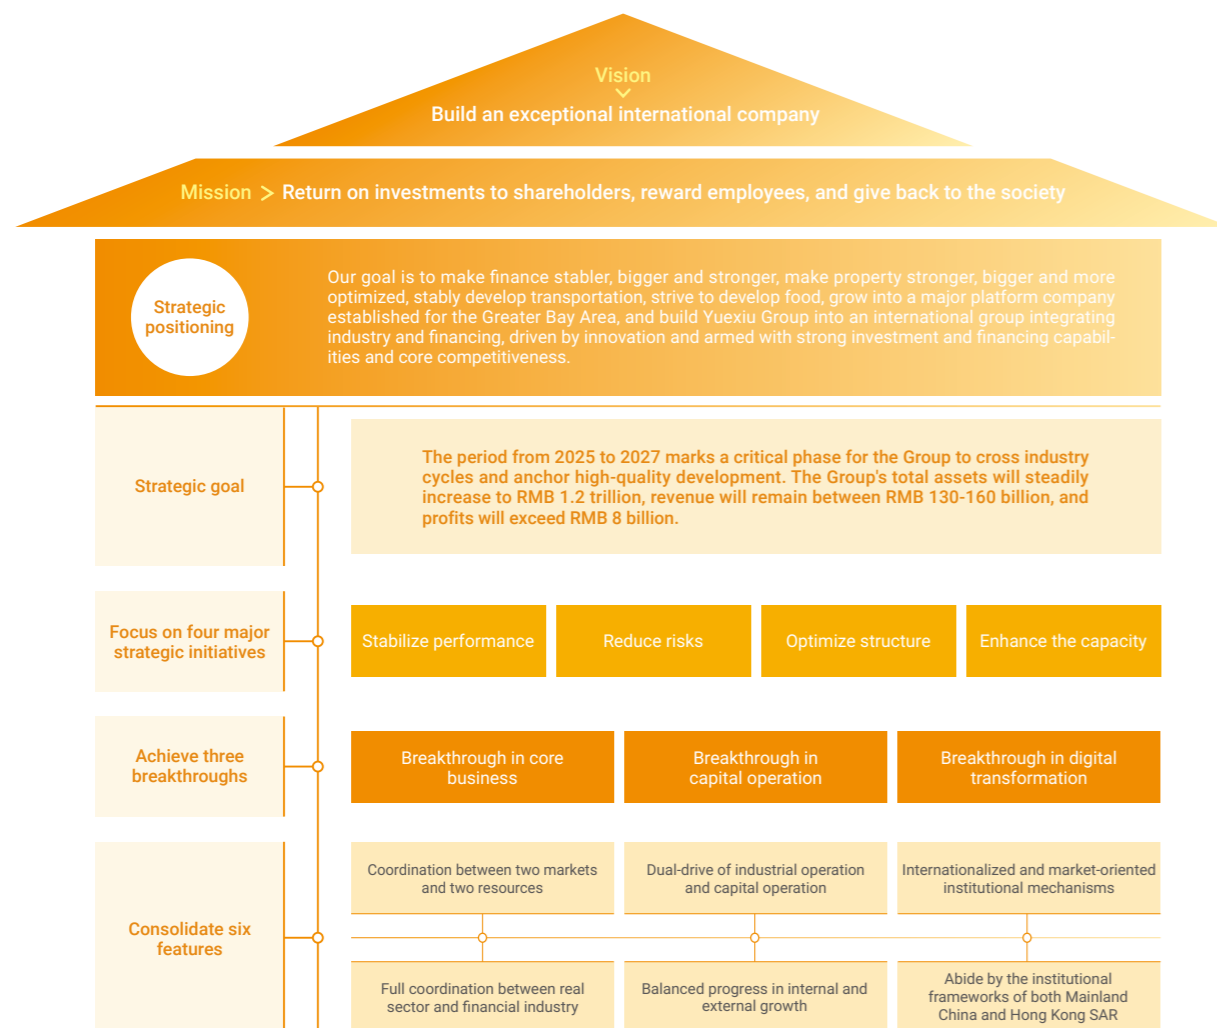 Vision
Build an exceptional international company
Mission > Return on investments to shareholders, reward employees, and give back to the society
Strategic
positioning
Our goal is to make finance stabler, bigger and stronger, make property stronger, bigger and more
optimized, stably develop transportation, strive to develop food, grow into a major platform company
established for the Greater Bay Area, and build Yuexiu Group into an international group integrating
industry and financing, driven by innovation and armed with strong investment and financing capabil-
ities and core competitiveness.
Strategic goal
The period from 2025 to 2027 marks a critical phase for the Group to cross industry
cycles and anchor high-quality development. The Group's total assets will steadily
increase to RMB 1.2 trillion, revenue will remain between RMB 130-160 billion, and
profits will exceed RMB 8 billion.
Focus on four major
strategic initiatives
Stabilize performance
Reduce risks
Optimize structure
Enhance the capacity
Achieve three
breakthroughs
Breakthrough in core
business
Breakthrough in
capital operation
Breakthrough in digital
transformation
Consolidate six
features
Coordination between two markets
and two resources
Dual-drive of industrial operation
and capital operation
Internationalized and market-oriented
institutional mechanisms
Full coordination between real
sector and financial industry
Balanced progress in internal and
external growth
Abide by the institutional
frameworks of both Mainland
China and Hong Kong SAR